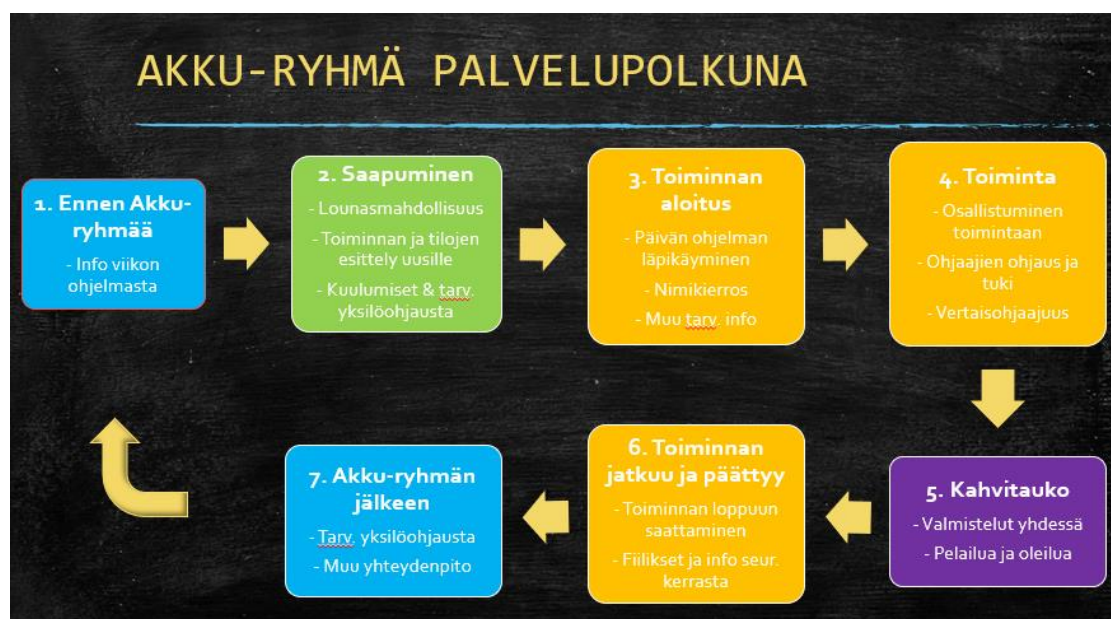 AKKU-RYHMÄ PALVELUPOLKUNA
1. Ennen Akku-
ryhmää
- Info viikon
ohjelmasta
2. Saapuminen
- Lounasmahdollisuus
- Toiminnan ja tilojen
esittely uusille
- Kuulumiset & tarv.
yksilöohjausta
3. Toiminnan
aloitus
- Päivän ohjelman
läpikäyminen
- Nimikierros
- Muu tarv. info
4. Toiminta
- Osallistuminen
toimintaan
- Ohjaajien ohjaus ja
tuki
- Vertaisohjaajuus
5. Kahvitauko
- Valmistelut yhdessä
- Pelailua ja oleilua
6. Toiminnan
jatkuu ja päättyy
- Toiminnan loppuun
saattaminen
- Fiilikset ja info seur.
kerrasta
7. Akku-ryhmän
jälkeen
- Tarv. yksilöohjausta
- Muu yhteydenpito